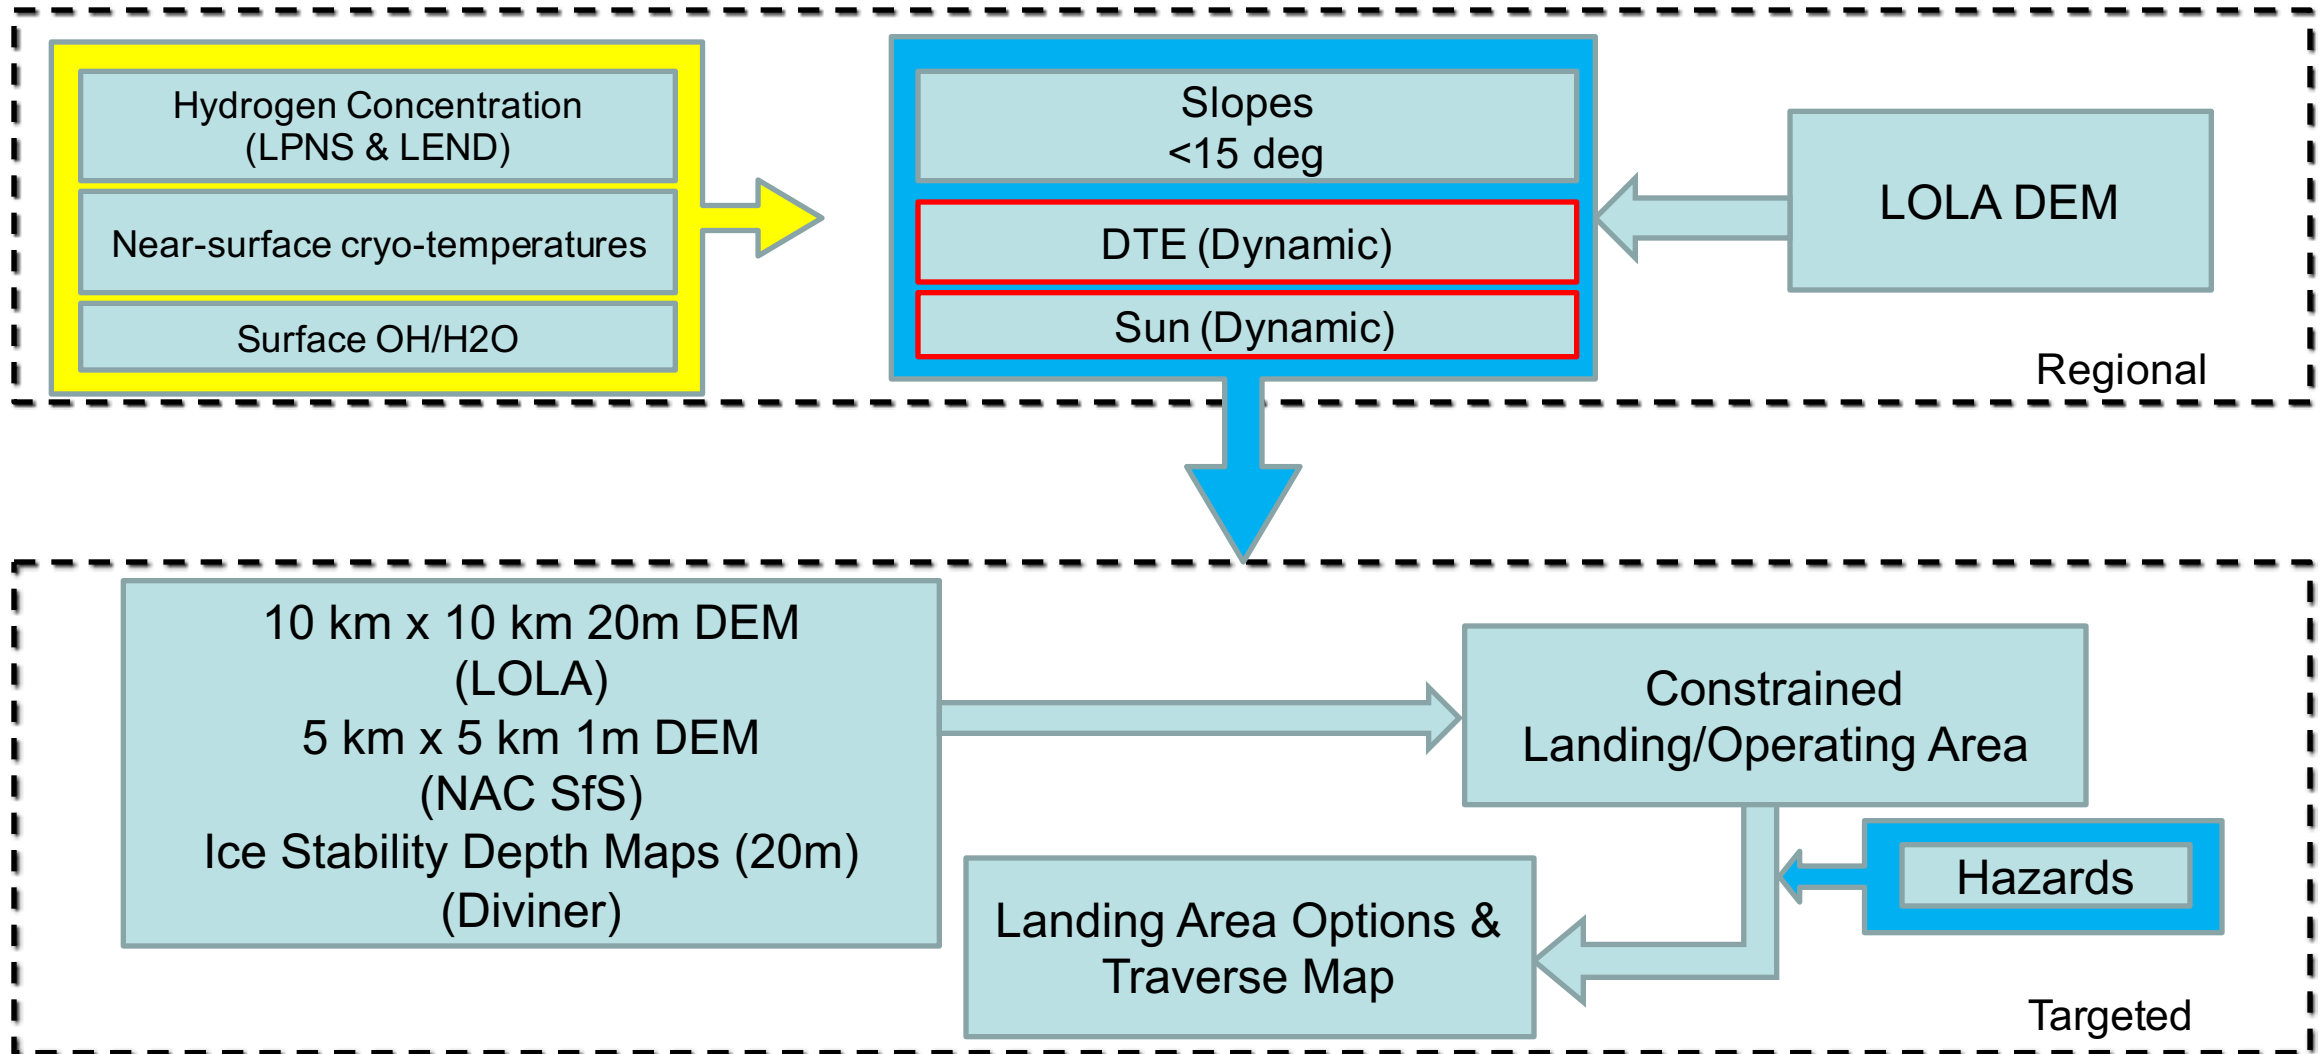 Hydrogen Concentration
(LPNS & LEND)
Near-surface cryo-temperatures
Surface OH/H2O
Slopes
<15 deg
DTE (Dynamic)
Sun (Dynamic)
LOLA DEM
Regional
10 km x 10 km 20m DEM
(LOLA)
5 km x 5 km 1m DEM
(NAC SfS)
Ice Stability Depth Maps (20m)
(Diviner)
Constrained
Landing/Operating Area
Hazards
Landing Area Options &
Traverse Map
Targeted